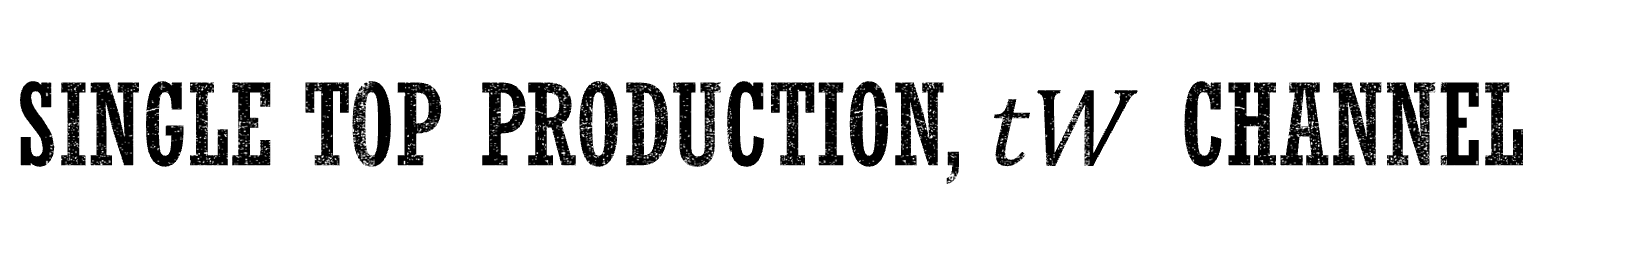 SINGLE TOP PRODUCTION, tW CHANNEL